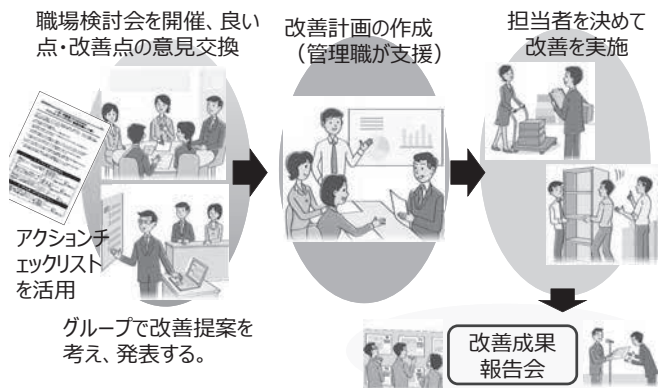 職場検討会を開催、良い
点・改善点の意見交換
アクションチ
ェックリスト
を活用
グループで改善提案を
考え、発表する。
改善計画の作成
（管理職が支援）
担当者を決めて
改善を実施
改善成果
報告会